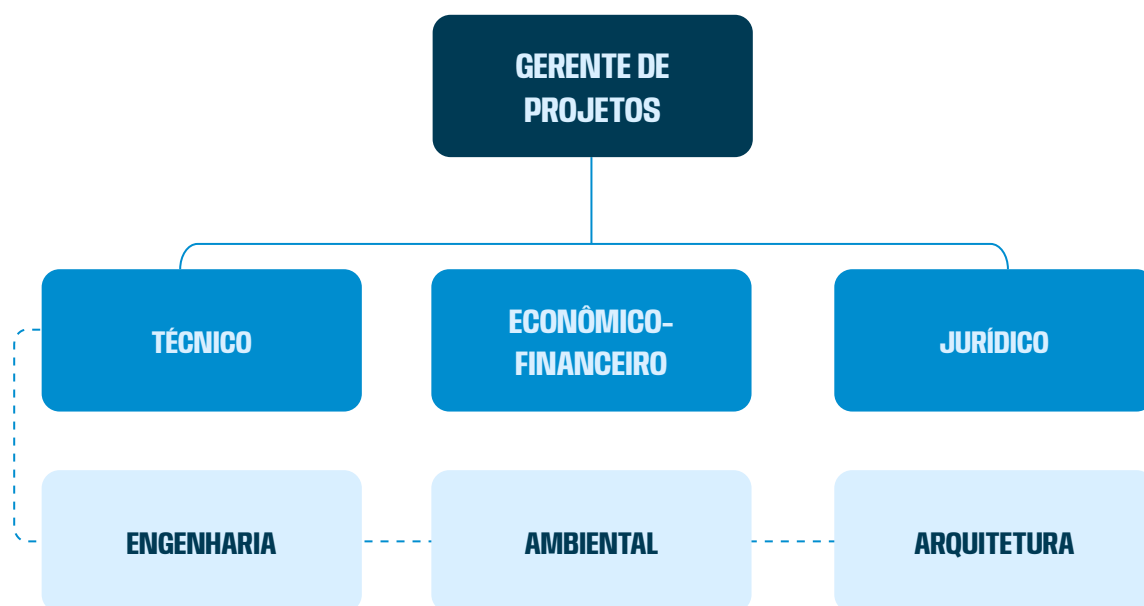 GERENTE DE
PROJETOS
TÉCNICO
ECONÔMICO-
FINANCEIRO
JURÍDICO
ENGENHARIA
AMBIENTAL
ARQUITETURA